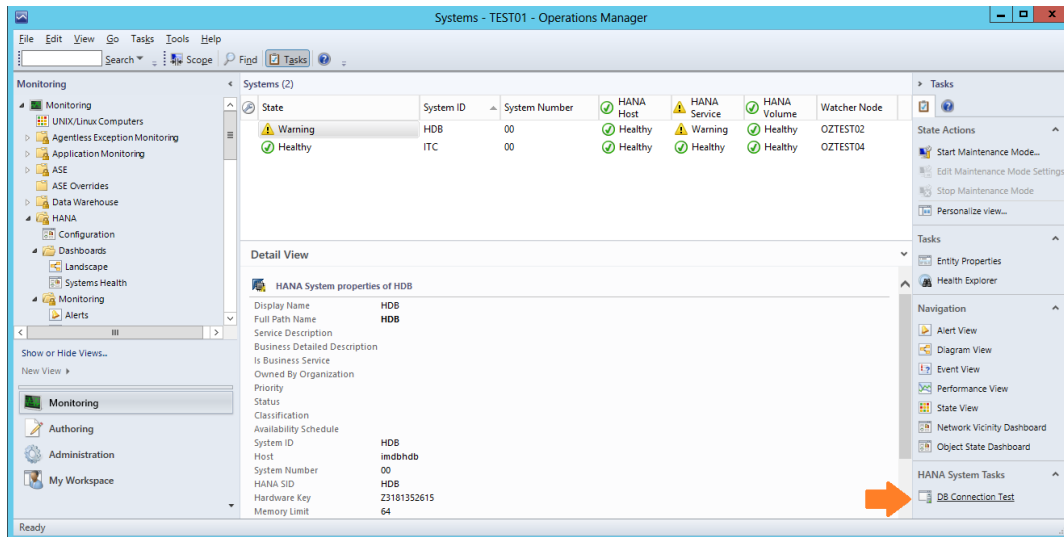 Systems - TEST01 - Operations Manager
File Edit View Go Tasks Tools Help
Search Scope Find Tasks
Monitoring
Monitoring
UNIX/Linux Computers
Agentless Exception Monitoring
Application Monitoring
ASE
ASE Overrides
Data Warehouse
HANA
Configuration
Dashboards
Landscape
Systems Health
Monitoring
Alerts
Show or Hide Views...
New View
Monitoring
Authoring
Administration
My Workspace
Systems (2)
State System ID System Number HANA Host HANA Service HANA Volume Watcher Node
Warning HDB 00 Healthy Warning Healthy OZTEST02
Healthy ITC 00 Healthy Healthy Healthy OZTEST04
Detail View
HANA System properties of HDB
Display Name HDB
Full Path Name HDB
Service Description
Business Detailed Description
Is Business Service
Owned By Organization
Priority
Status
Classification
Availability Schedule
System ID HDB
Host imdbhdb
System Number 00
HANA SID HDB
Hardware Key Z3181352615
Memory Limit 64
Tasks
State Actions
Start Maintenance Mode...
Edit Maintenance Mode Settings
Stop Maintenance Mode
Personalize view...
Tasks
Entity Properties
Health Explorer
Navigation
Alert View
Diagram View
Event View
Performance View
State View
Network Vicinity Dashboard
Object State Dashboard
HANA System Tasks
DB Connection Test
Ready